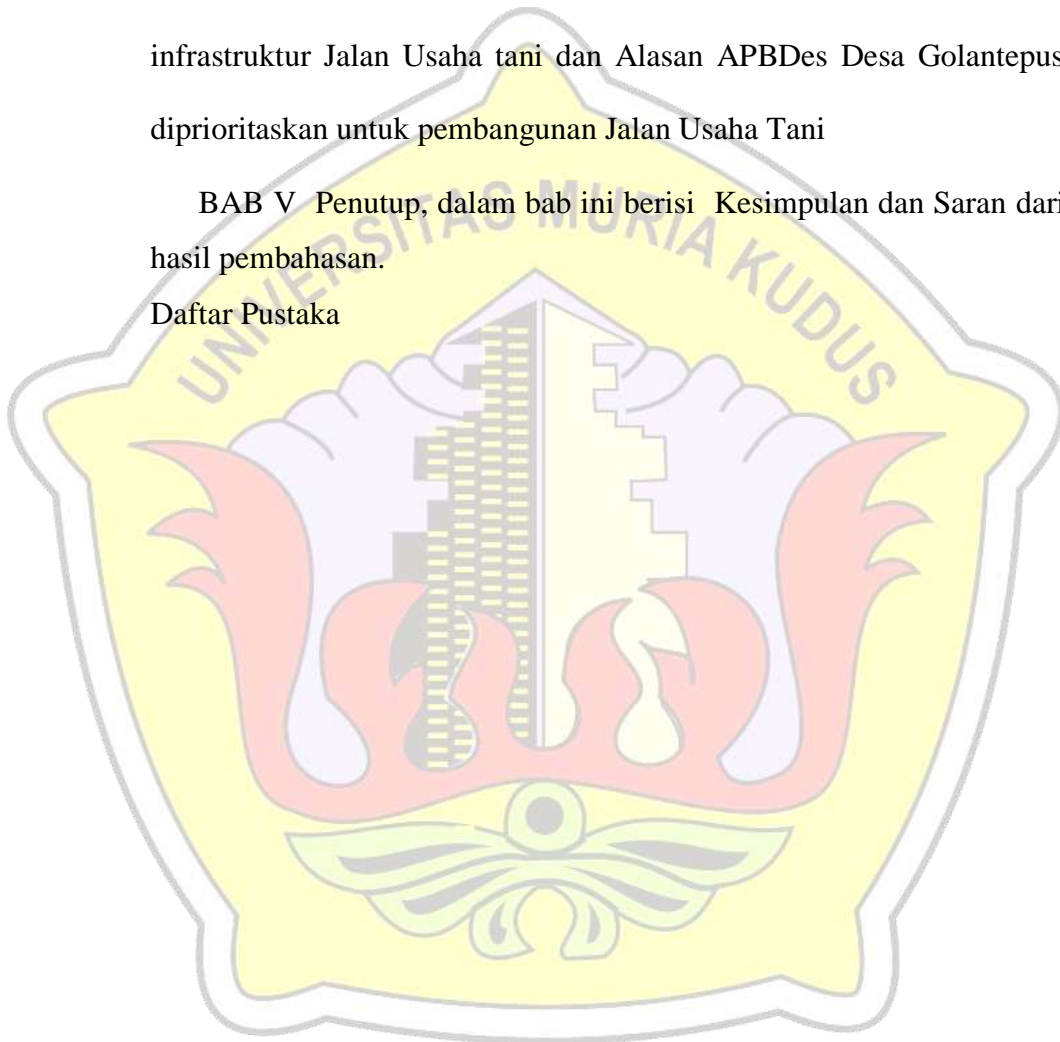 infrastruktur Jalan Usaha tani dan Alasan APBDes Desa Golantepus
diprioritaskan untuk pembangunan Jalan Usaha Tani
BAB V Penutup, dalam bab ini berisi Kesimpulan dan Saran dari
hasil pembahasan.
Daftar Pustaka
UNIVERSITAS MURIA KUDUS